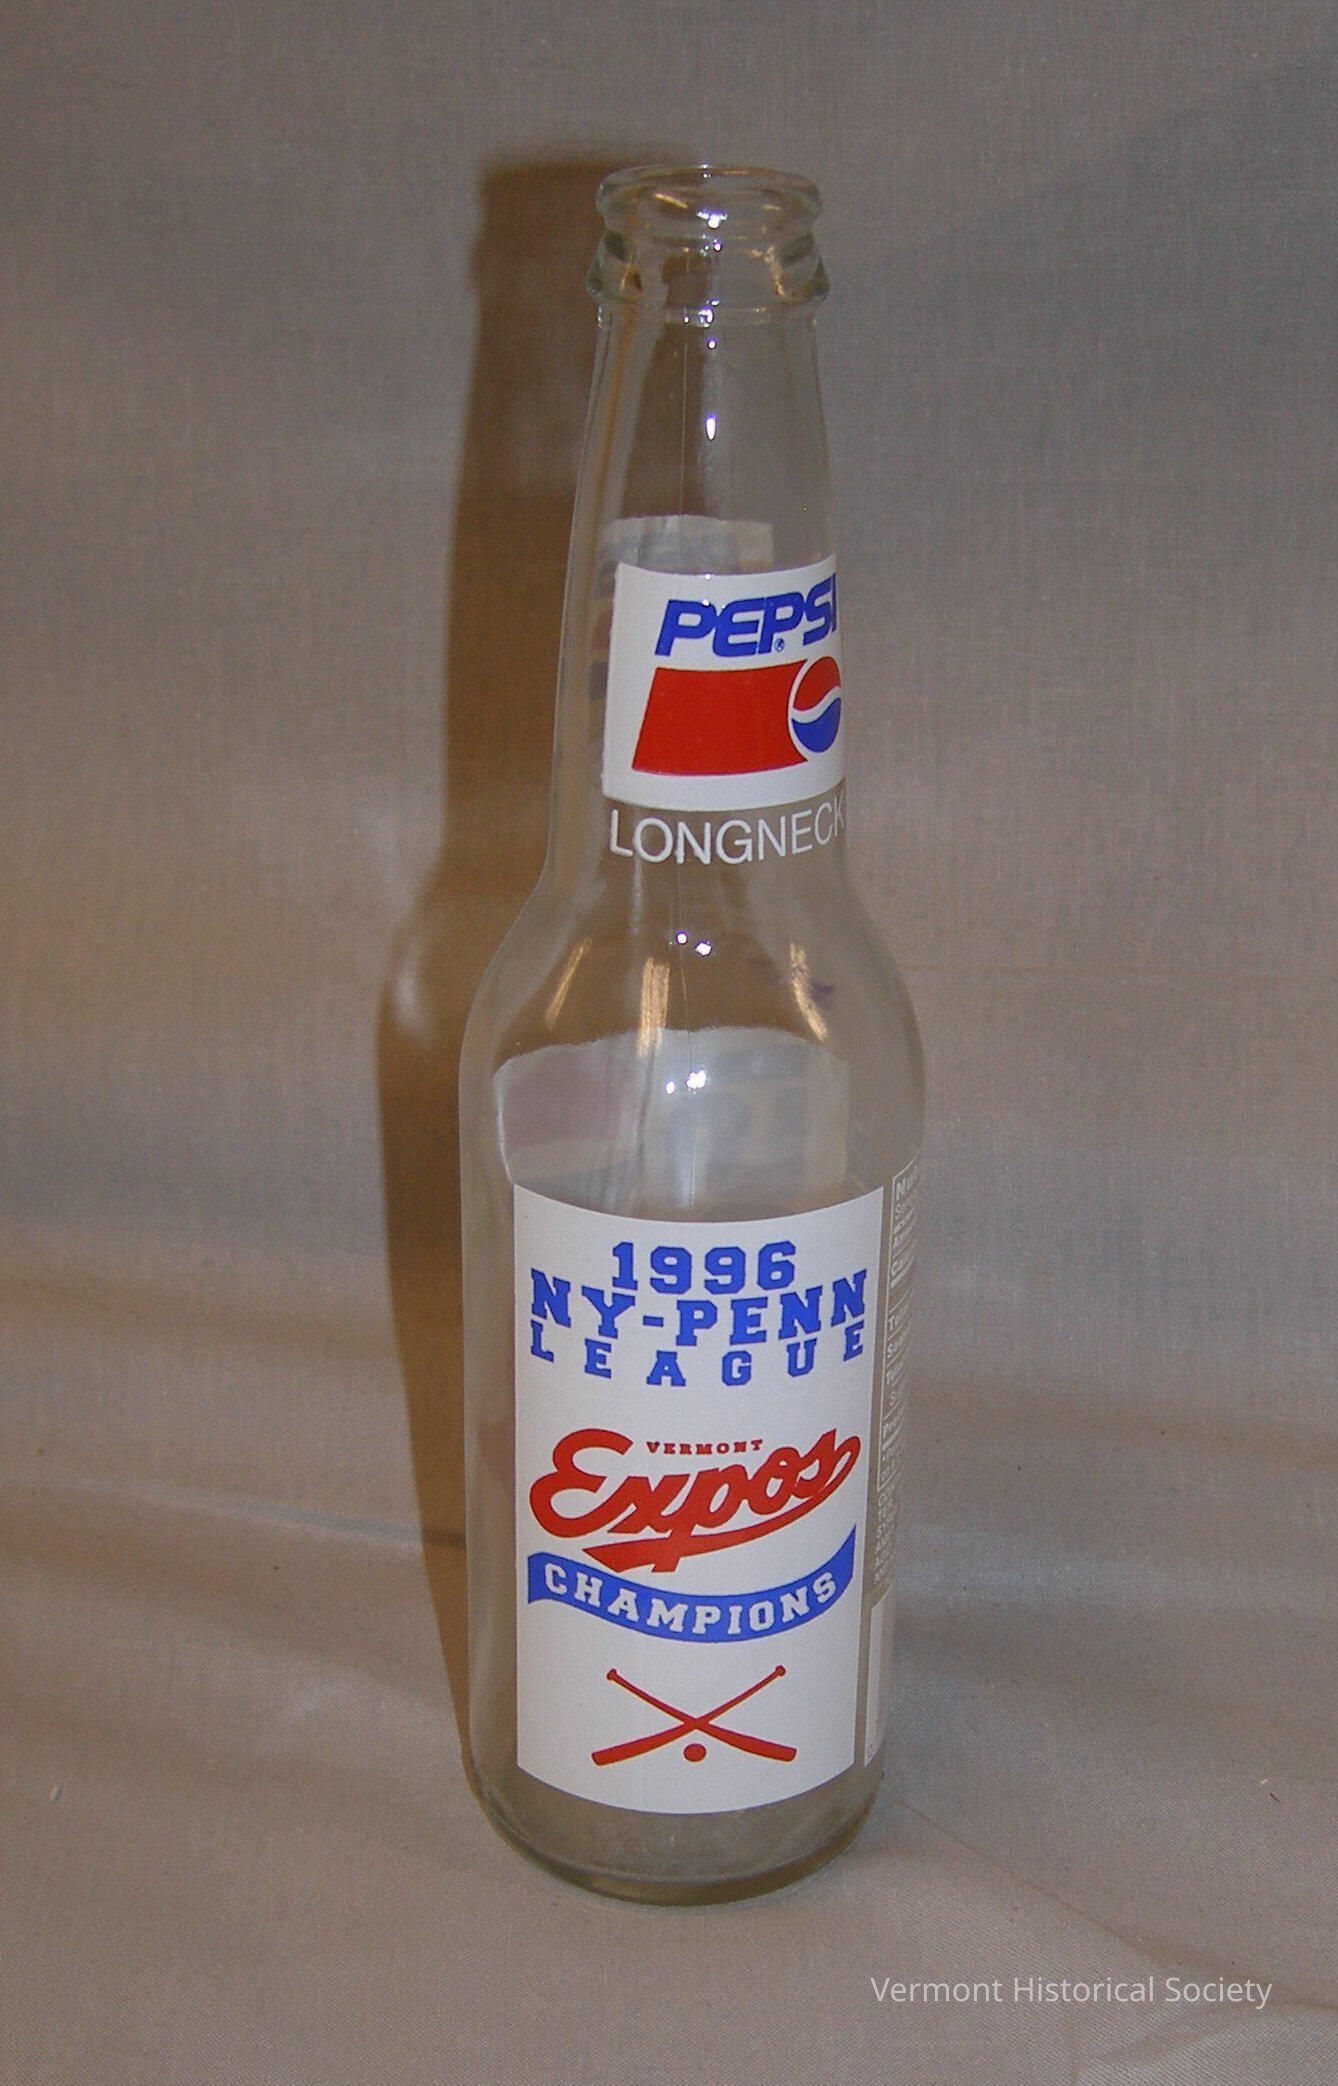 PEPSI
LONGNECK
1996
NY-PENN
LEAGUE
VERMONT
Expos
CHAMPIONS
Vermont Historical Society